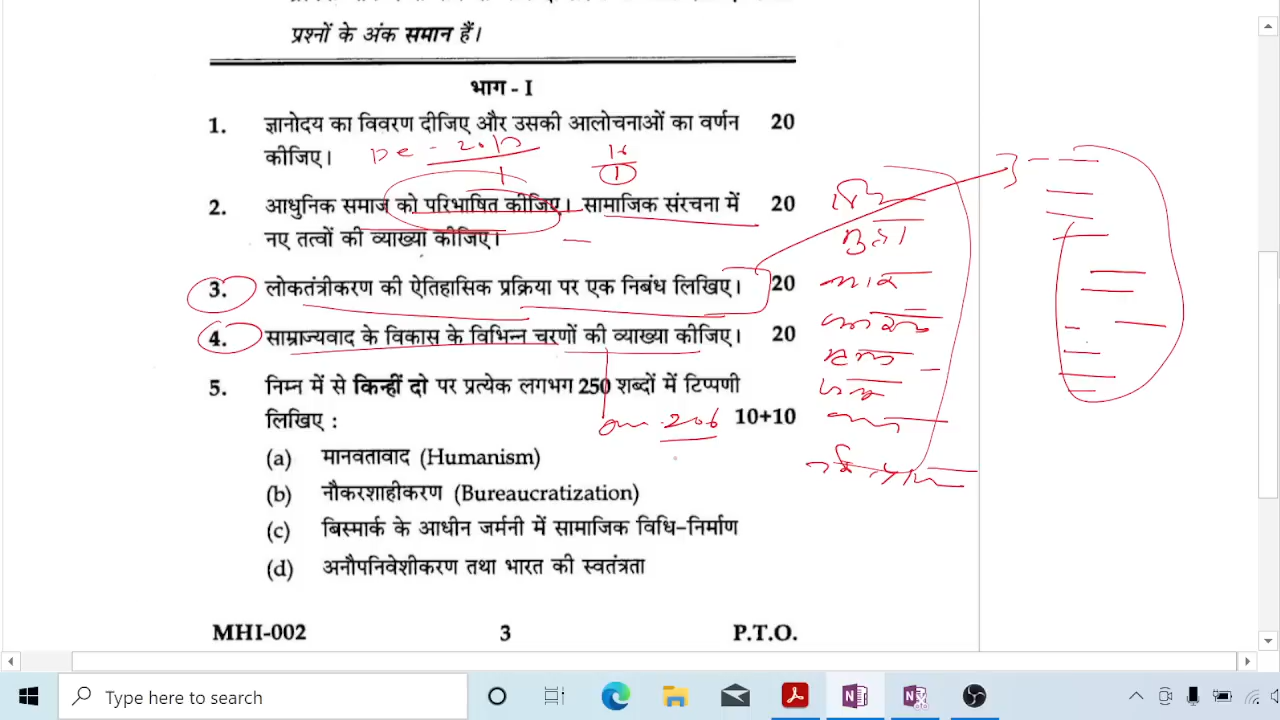 प्रश्नों के अंक समान हैं।
भाग - I
1. ज्ञानोदय का विवरण दीजिए और उसकी आलोचनाओं का वर्णन 20
कीजिए।
2. आधुनिक समाज को परिभाषित कीजिए। सामाजिक संरचना में 20
नए तत्वों की व्याख्या कीजिए।
3. लोकतंत्रीकरण की ऐतिहासिक प्रक्रिया पर एक निबंध लिखिए। 20
4. साम्राज्यवाद के विकास के विभिन्न चरणों की व्याख्या कीजिए। 20
5. निम्न में से किन्हीं दो पर प्रत्येक लगभग 250 शब्दों में टिप्पणी
लिखिए : 10+10
(a) मानवतावाद (Humanism)
(b) नौकरशाहीकरण (Bureaucratization)
(c) बिस्मार्क के आधीन जर्मनी में सामाजिक विधि-निर्माण
(d) अनौपनिवेशीकरण तथा भारत की स्वतंत्रता
MHI-002 3 P.T.O.
Type here to search